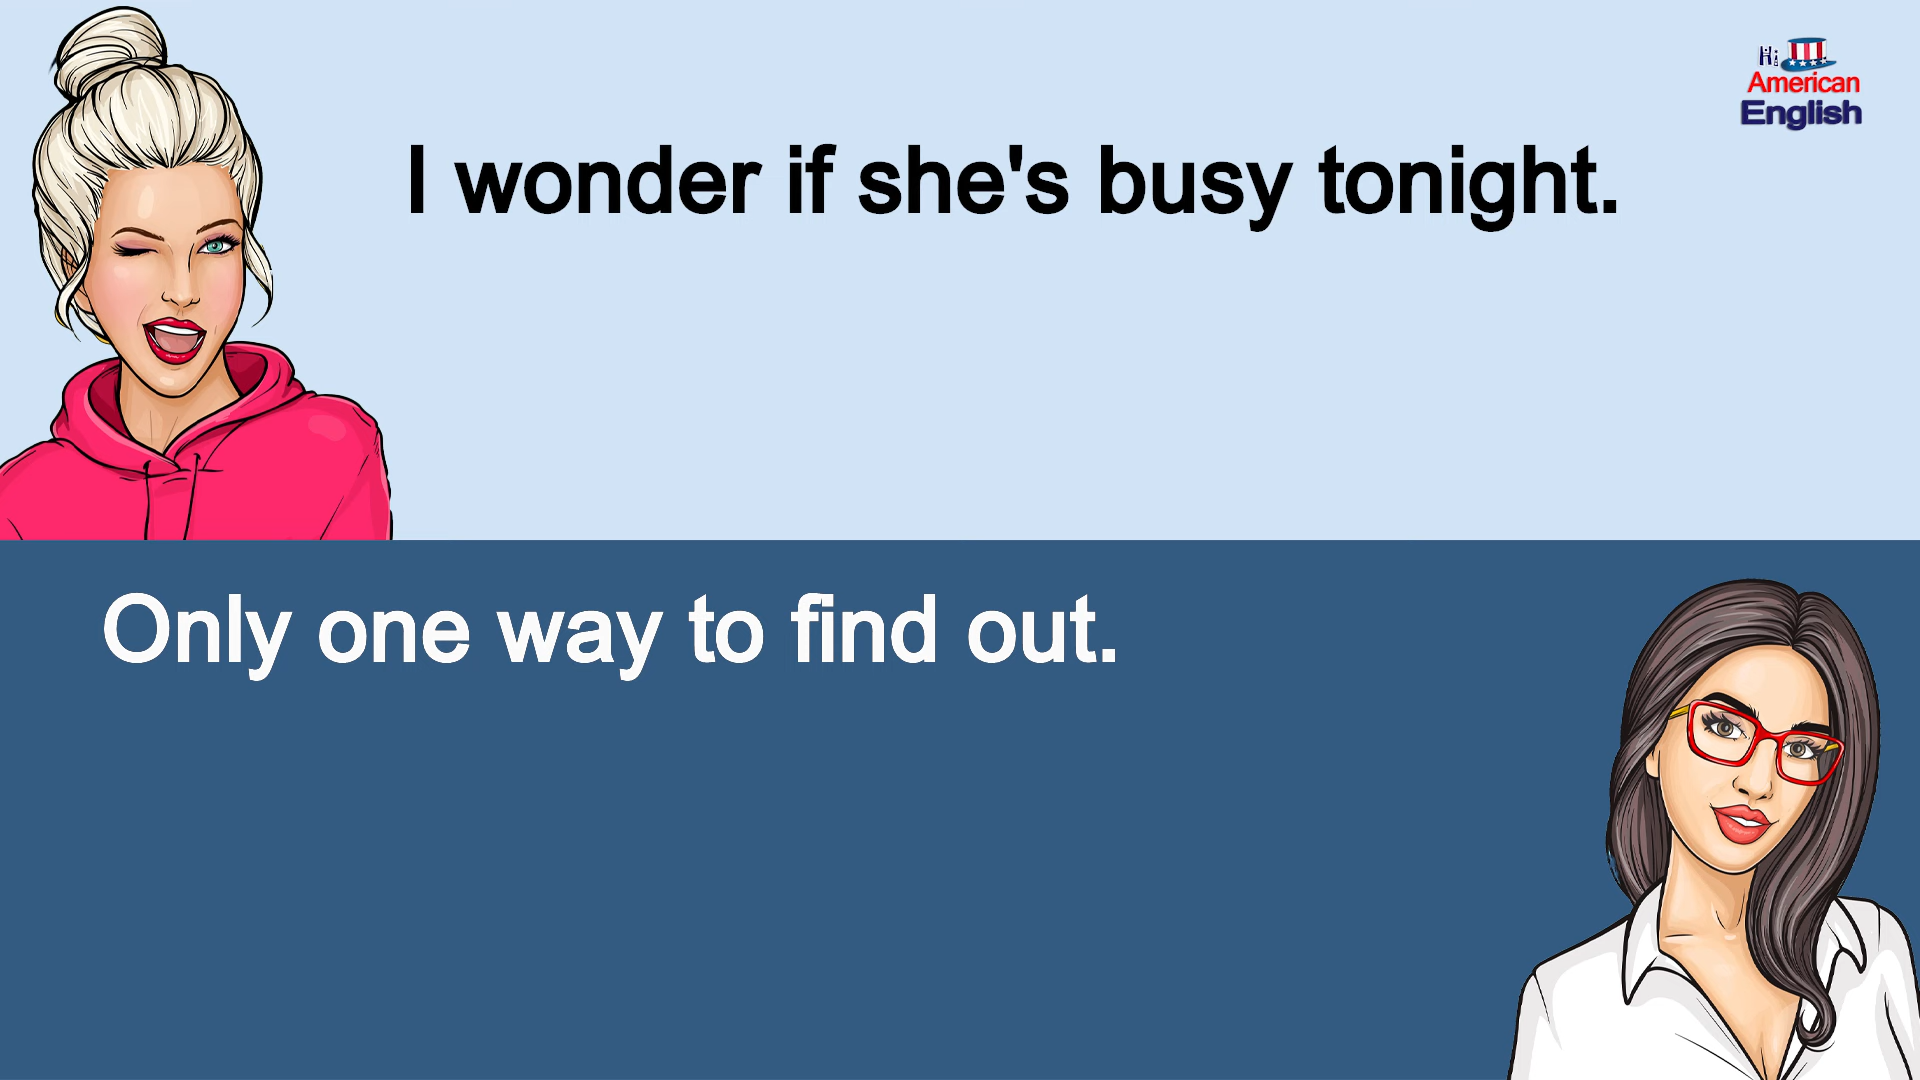 Hi
American
English
I wonder if she's busy tonight.
Only one way to find out.